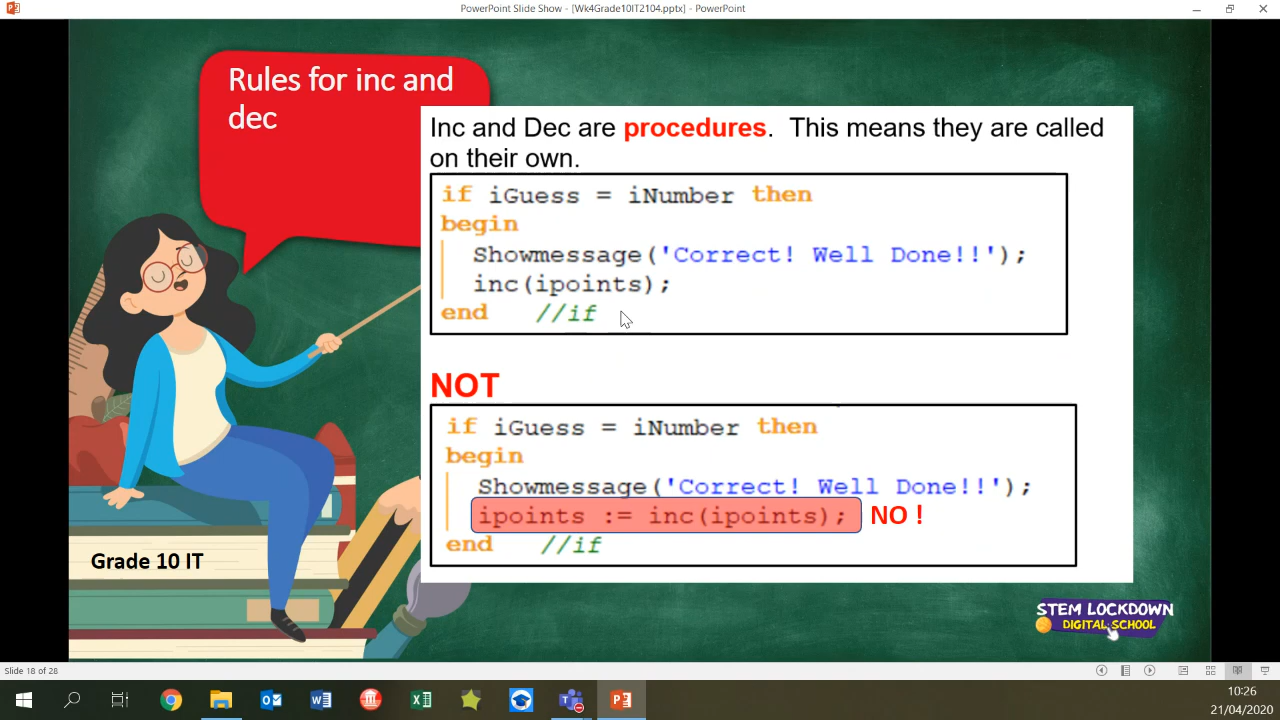 PowerPoint Slide Show - [Wk4Grade10IT2104.pptx] - PowerPoint
Rules for inc and
dec
Inc and Dec are procedures. This means they are called
on their own.
if iGuess = iNumber then
begin
Showmessage('Correct! Well Done!!');
inc(ipoints);
end //if
NOT
if iGuess = iNumber then
begin
Showmessage('Correct! Well Done!!');
ipoints := inc(ipoints); NO !
end //if
Grade 10 IT
STEM LOCKDOWN
DIGITAL SCHOOL
Slide 18 of 28
10:26
21/04/2020